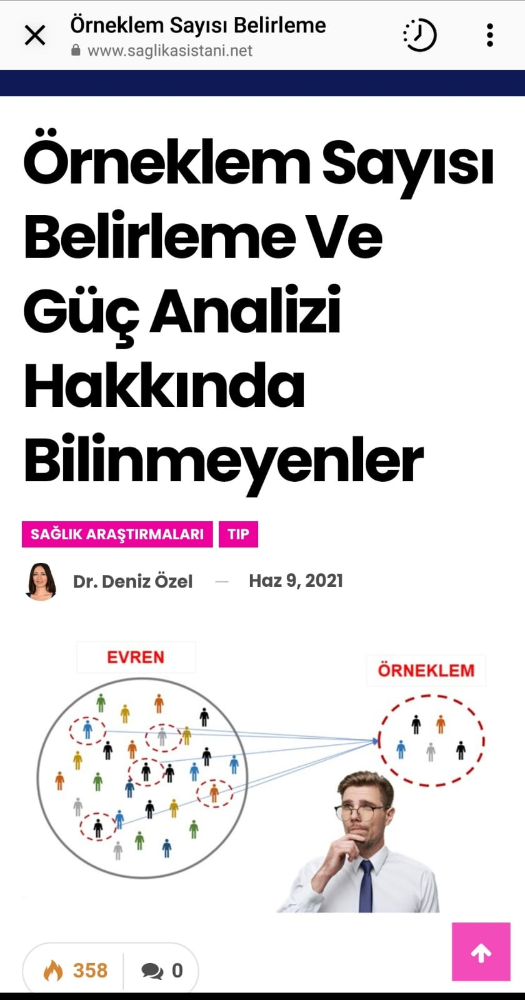 Örneklem Sayısı Belirleme
www.saglikasistani.net
Örneklem Sayısı
Belirleme Ve
Güç Analizi
Hakkında
Bilinmeyenler
SAĞLIK ARAŞTIRMALARI TIP
Dr. Deniz Özel — Haz 9, 2021
EVREN
ÖRNEKLEM
358 0